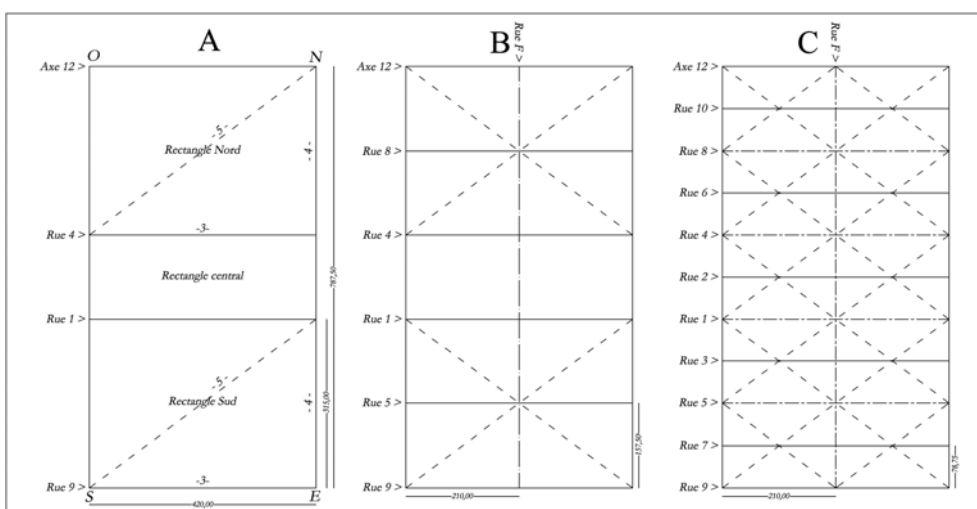 A
O
N
Axe 12 >
- 5 -
Rectangle Nord
- 4 -
-3-
Rue 4 >
Rectangle central
787,50
Rue 1 >
- 5 -
Rectangle Sud
- 4 -
315,00
-3-
Rue 9 >
S
E
420,00
B
Rue F >
Axe 12>
Rue 8 >
Rue 4 >
Rue 1 >
Rue 5 >
157,50
Rue 9 >
210,00
C
Rue F >
Axe 12 >
Rue 10 >
Rue 8 >
Rue 6 >
Rue 4 >
Rue 2 >
Rue 1 >
Rue 3 >
Rue 5 >
Rue 7 >
78,75
Rue 9 >
210,00